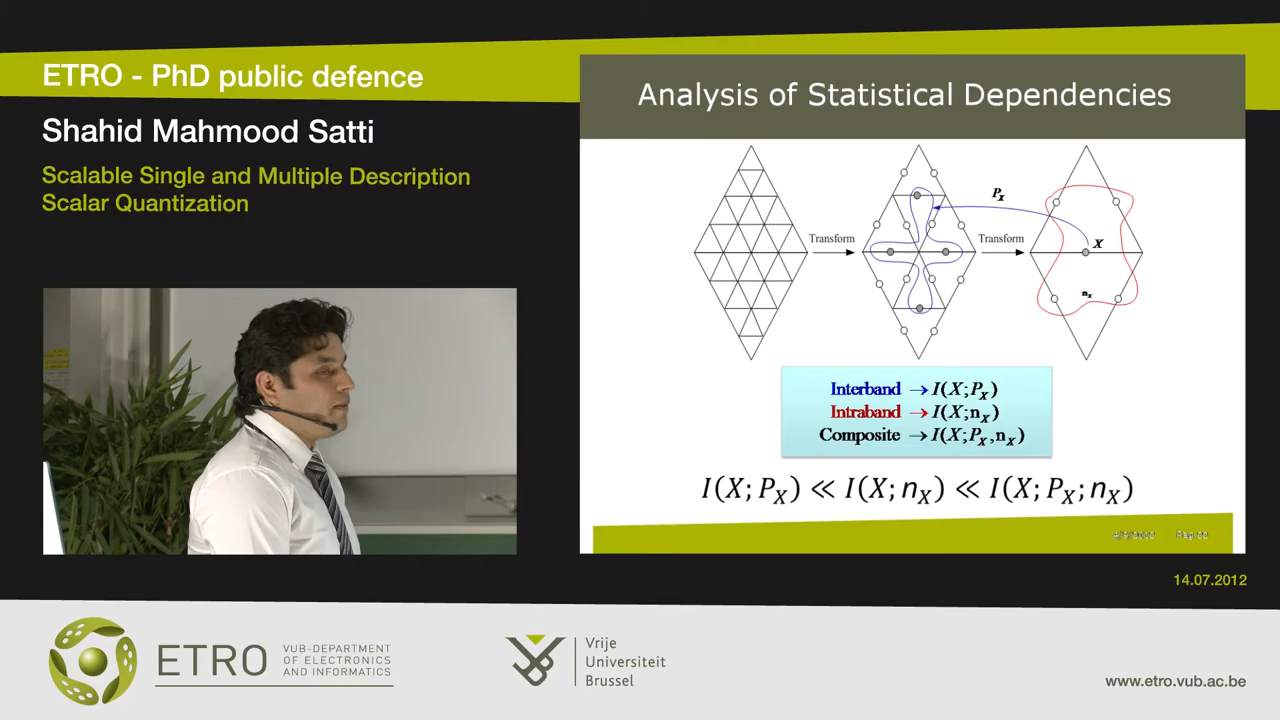 ETRO - PhD public defence
Shahid Mahmood Satti
Scalable Single and Multiple Description
Scalar Quantization
Analysis of Statistical Dependencies
Transform
Transform
P_X
X
n_X
Interband → I(X;P_X)
Intraband → I(X;n_X)
Composite → I(X;P_X,n_X)
I(X; P_X) ≪ I(X; n_X) ≪ I(X; P_X; n_X)
14.07.2012
ETRO
VUB-DEPARTMENT
OF ELECTRONICS
AND INFORMATICS
Vrije
Universiteit
Brussel
www.etro.vub.ac.be